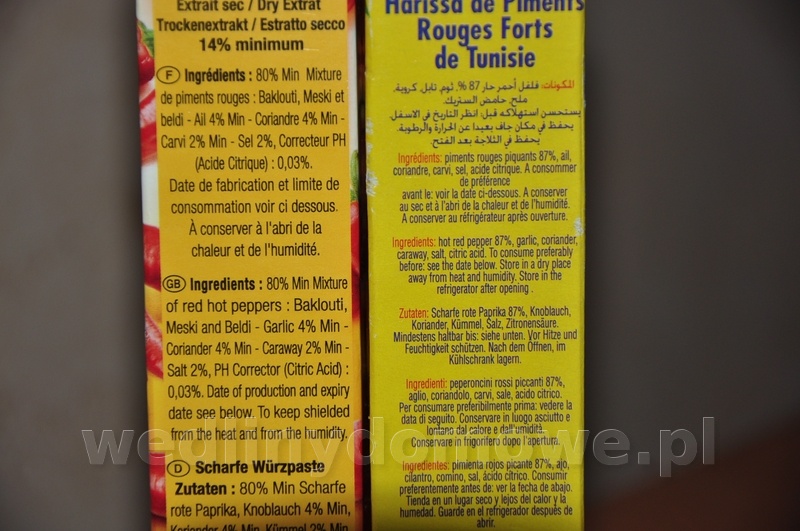 Extrait sec / Dry Extrat
Trockenextrakt / Estratto secco
14% minimum
F Ingrédients : 80% Min Mixture
de piments rouges : Baklouti, Meski et
beldi - Ail 4% Min - Coriandre 4% Min -
Carvi 2% Min - Sel 2%, Correcteur PH
(Acide Citrique) : 0,03%.
Date de fabrication et limite de
consommation voir ci dessous.
À conserver à l'abri de la
chaleur et de l'humidité.
GB Ingredients : 80% Min Mixture
of red hot peppers : Baklouti,
Meski and Beldi - Garlic 4% Min -
Coriander 4% Min - Caraway 2% Min -
Salt 2%, PH Corrector (Citric Acid) :
0,03%. Date of production and expiry
date see below. To keep shielded
from the heat and from the humidity.
D Scharfe Würzpaste
Zutaten : 80% Min Scharfe
rote Paprika, Knoblauch 4% Min,
Koriander 4% Min, Kümmel 2% Min
Harissa de Piments
Rouges Forts
de Tunisie
المكونات: فلفل أحمر حار 87 %, ثوم, تابل, كروية,
ملح, حامض الستريك.
يستحسن استهلاكه قبل: انظر التاريخ في الاسفل.
يحفظ في مكان جاف بعيدا عن الحرارة والرطوبة.
يحفظ في الثلاجة بعد الفتح.
Ingrédients: piments rouges piquants 87%, ail,
coriandre, carvi, sel, acide citrique. A consommer
de préférence
avant le: voir la date ci-dessous. A conserver
au sec et à l'abri de la chaleur et de l'humidité.
A conserver au réfrigérateur après ouverture.
Ingredients: hot red pepper 87%, garlic, coriander,
caraway, salt, citric acid. To consume preferably
before: see the date below. Store in a dry place
away from heat and humidity. Store in the
refrigerator after opening .
Zutaten: Scharfe rote Paprika 87%, Knoblauch,
Koriander, Kümmel, Salz, Zitronensäure.
Mindestens haltbar bis: siehe unten. Vor Hitze und
Feuchtigkeit schützen. Nach dem Öffnen, im
Kühlschrank lagern.
Ingredienti: peperoncini rossi piccanti 87%,
aglio, coriandolo, carvi, sale, acido citrico.
Per consumare preferibilmente prima: vedere la
data di seguito. Conservare in luogo asciutto e
lontano dal calore e dall'umidità.
Conservare in frigorifero dopo l'apertum.
Ingredientes: pimienta rojos picante 87%, ajo,
cilantro, comino, sal, ácido cítrico. Consumir
preferentemente antes de: ver la fecha de abajo.
Tienda en un lugar seco y lejos del calor y la
humedad. Guarde en el refrigerador después de
abrir.
wedlinydomowe.pl